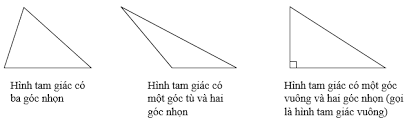 Hình tam giác có
ba góc nhọn
Hình tam giác có
một góc tù và hai
góc nhọn
Hình tam giác có một góc
vuông và hai góc nhọn (gọi
là hình tam giác vuông)